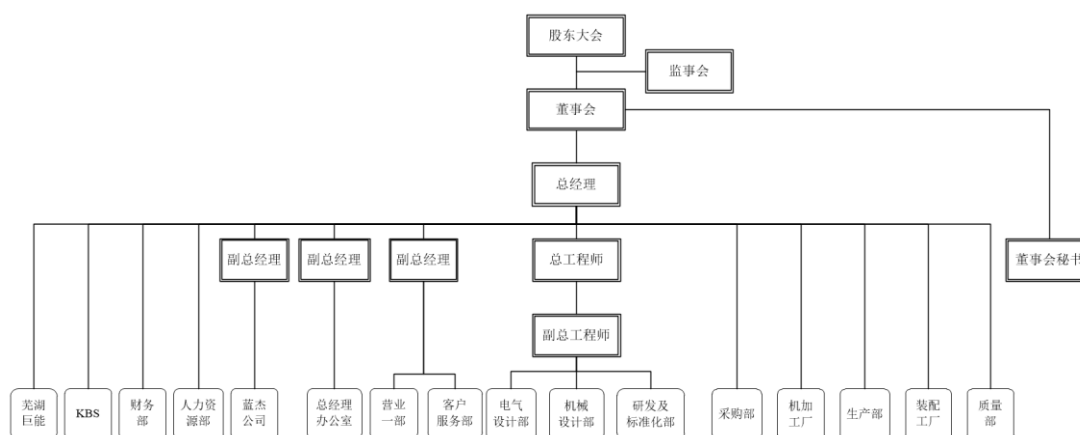 股东大会
监事会
董事会
总经理
副总经理
副总经理
副总经理
总工程师
董事会秘书
副总工程师
芜湖
巨能
KBS
财务
部
人力资
源部
蓝杰
公司
总经理
办公室
营业
一部
客户
服务部
电气
设计部
机械
设计部
研发及
标准化部
采购部
机加
工厂
生产部
装配
工厂
质量
部